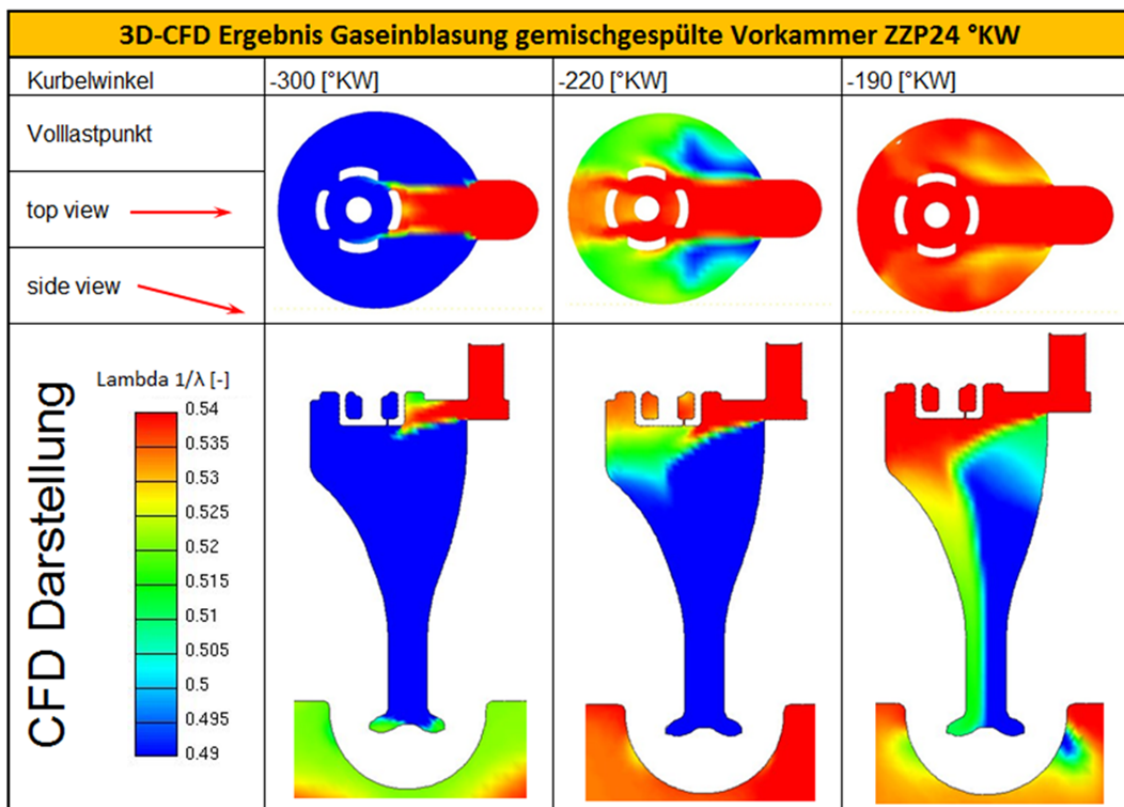 3D-CFD Ergebnis Gaseinblasung gemischgespülte Vorkammer ZZP24 °KW
Kurbelwinkel
-300 [°KW]
-220 [°KW]
-190 [°KW]
Volllastpunkt
top view
side view
CFD Darstellung
Lambda 1/λ [-]
0.54
0.535
0.53
0.525
0.52
0.515
0.51
0.505
0.5
0.495
0.49